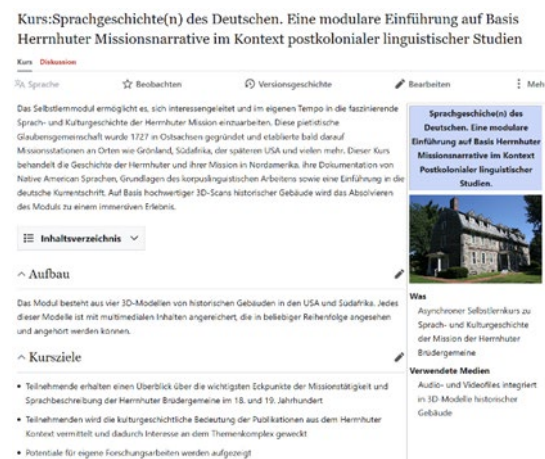 Kurs:Sprachgeschichte(n) des Deutschen. Eine modulare Einführung auf Basis
Herrnhuter Missionsnarrative im Kontext postkolonialer linguistischer Studien
Kurs Diskussion
Sprache
Beobachten
Versionsgeschichte
Bearbeiten
Meh
Das Selbstlernmodul ermöglicht es, sich interessengeleitet und im eigenen Tempo in die faszinierende
Sprach- und Kulturgeschichte der Herrnhuter Mission einzuarbeiten. Diese pietistische
Glaubensgemeinschaft wurde 1727 in Ostsachsen gegründet und etablierte bald darauf
Missionsstationen an Orten wie Grönland, Südafrika, der späteren USA und vielen mehr. Dieser Kurs
behandelt die Geschichte der Herrnhuter und ihrer Mission in Nordamerika, ihre Dokumentation von
Native American Sprachen, Grundlagen des korpuslinguistischen Arbeitens sowie eine Einführung in die
deutsche Kurrentschrift. Auf Basis hochwertiger 3D-Scans historischer Gebäude wird das Absolvieren
des Moduls zu einem immersiven Erlebnis.
Inhaltsverzeichnis
Aufbau
Das Modul besteht aus vier 3D-Modellen von historischen Gebäuden in den USA und Südafrika. Jedes
dieser Modelle ist mit multimedialen Inhalten angereichert, die in beliebiger Reihenfolge angesehen
und angehört werden können.
Kursziele
Teilnehmende erhalten einen Überblick über die wichtigsten Eckpunkte der Missionstätigkeit und
Sprachbeschreibung der Herrnhuter Brüdergemeine im 18. und 19. Jahrhundert
Teilnehmenden wird die kulturgeschichtliche Bedeutung der Publikationen aus dem Herrnhuter
Kontext vermittelt und dadurch Interesse an dem Themenkomplex geweckt
Potentiale für eigene Forschungsarbeiten werden aufgezeigt
Sprachgeschiche(n) des
Deutschen. Eine modulare
Einführung auf Basis Herrnhuter
Missionsnarrative im Kontext
Postkolonialer linguistischer
Studien.
Was
Asynchroner Selbstlernkurs zu
Sprach- und Kulturgeschichte
der Mission der Herrnhuter
Brüdergemeine
Verwendete Medien
Audio- und Videofiles integriert
in 3D-Modelle historischer
Gebäude